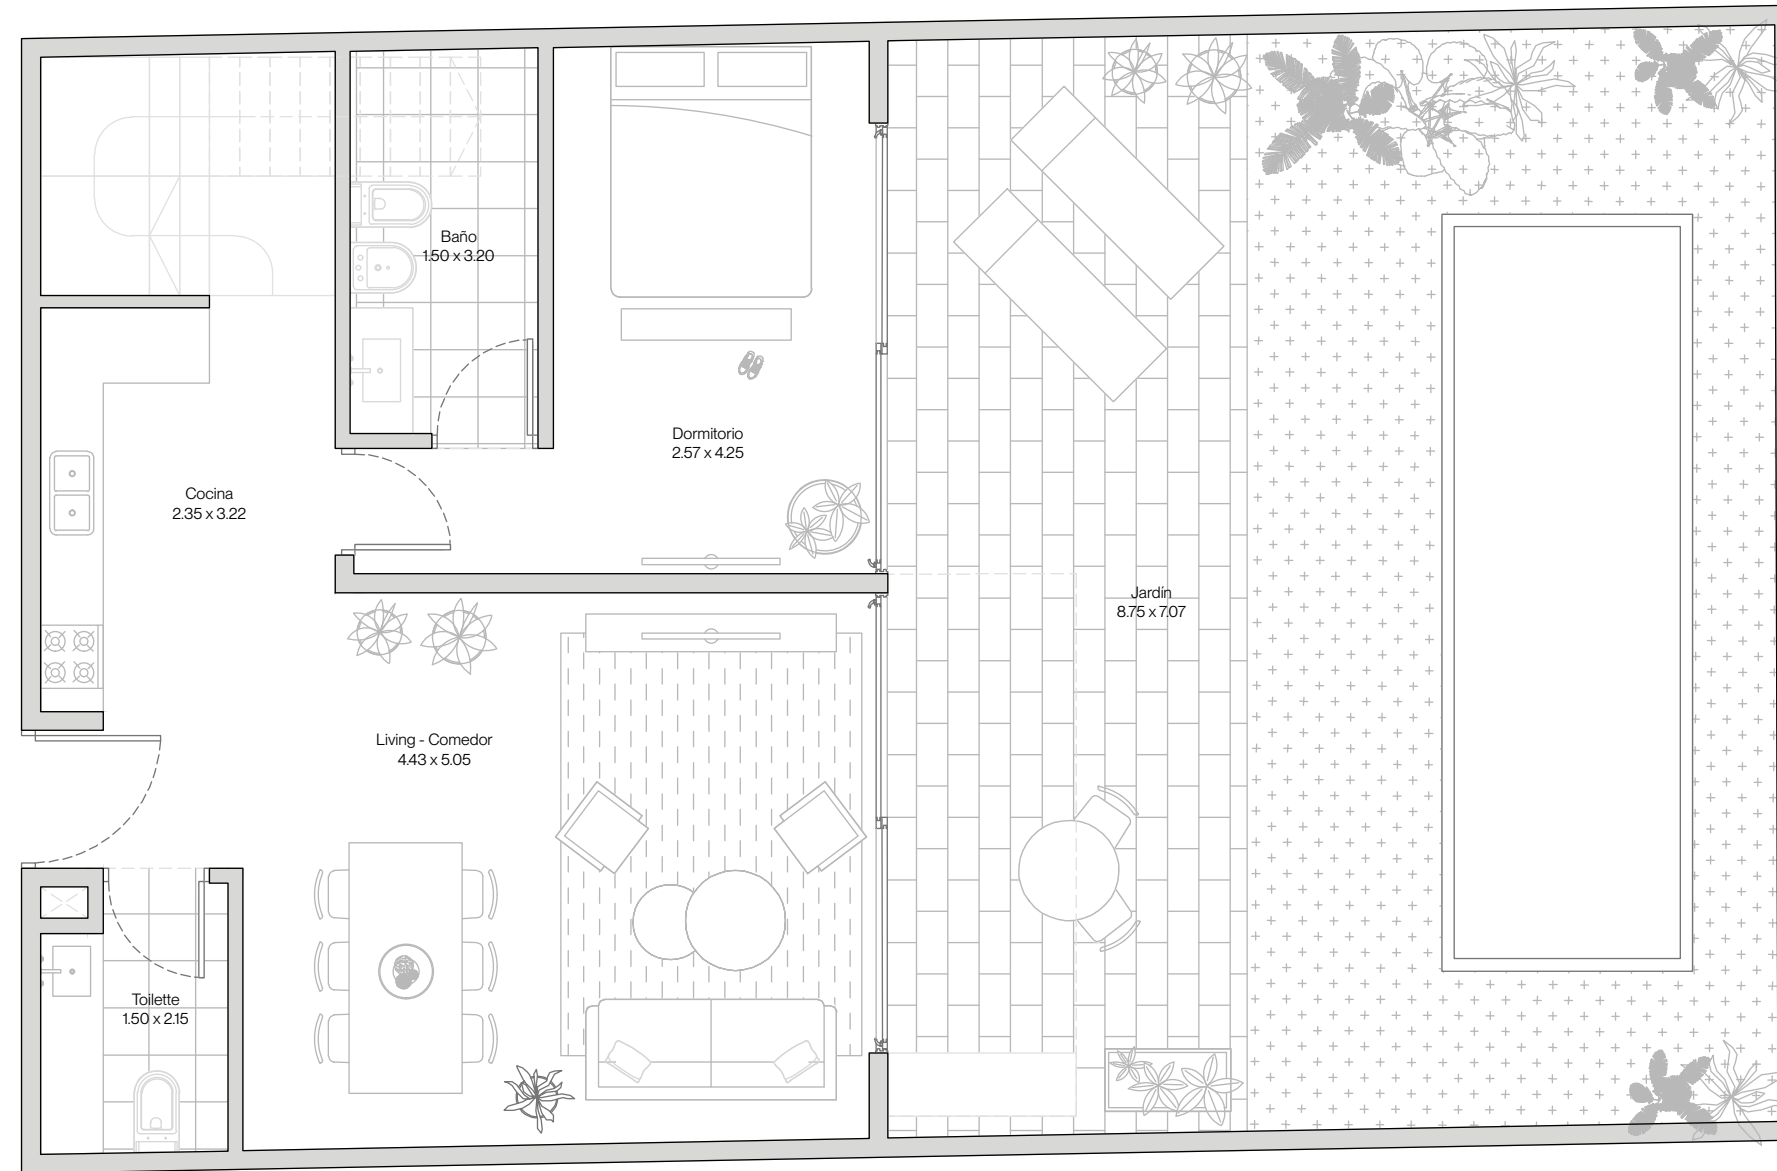 Baño
1.50 x 3.20
Dormitorio
2.57 x 4.25
Cocina
2.35 x 3.22
Jardín
8.75 x 7.07
Living - Comedor
4.43 x 5.05
Toilette
1.50 x 2.15